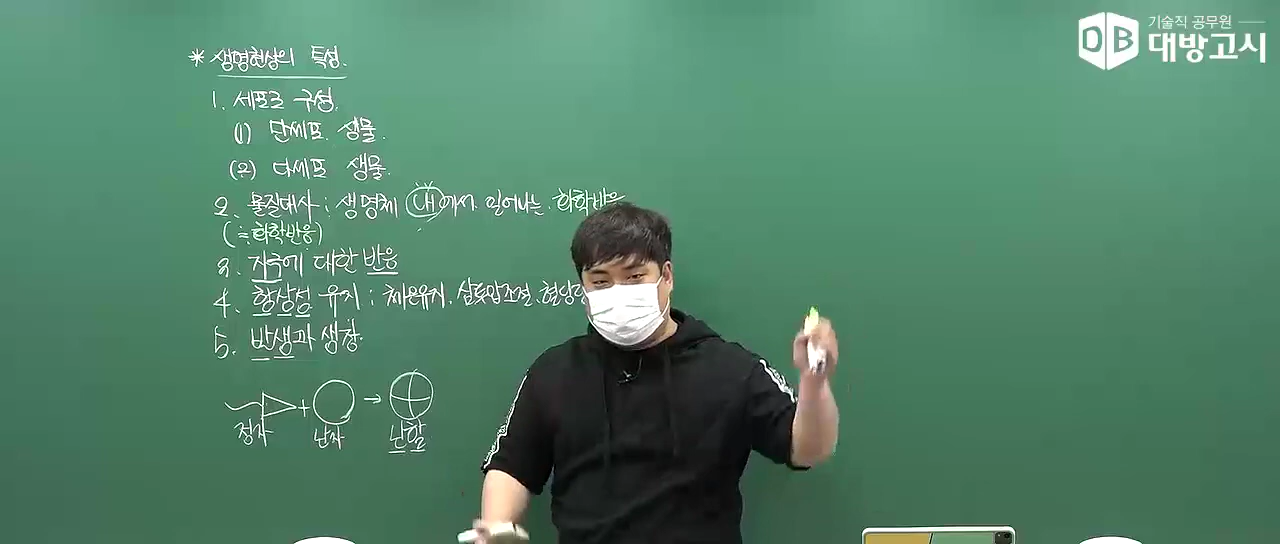 기술직 공무원
DB 대방고시
* 생명현상의 특성.
1. 세포로 구성.
(1) 단세포 생물.
(2) 다세포 생물.
2. 물질대사 : 생명체 내에서 일어나는 화학반응
(≒화학반응)
3. 자극에 대한 반응
4. 항상성 유지 : 체온유지, 삼투압조절, 혈당량
5. 발생과 생장.
+ →
정자 난자 난할